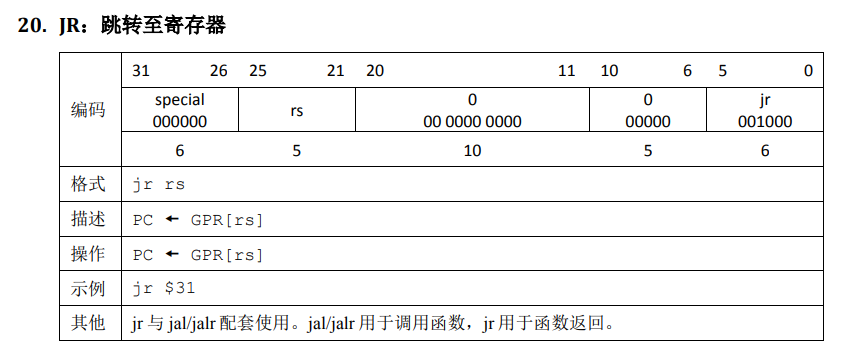 20. JR：跳转至寄存器
编码
31 26 25 21 20 11 10 6 5 0
special rs 0 0 jr
000000 00 0000 0000 00000 001000
6 5 10 5 6
格式 jr rs
描述 PC ← GPR[rs]
操作 PC ← GPR[rs]
示例 jr $31
其他 jr 与 jal/jalr 配套使用。jal/jalr 用于调用函数，jr 用于函数返回。